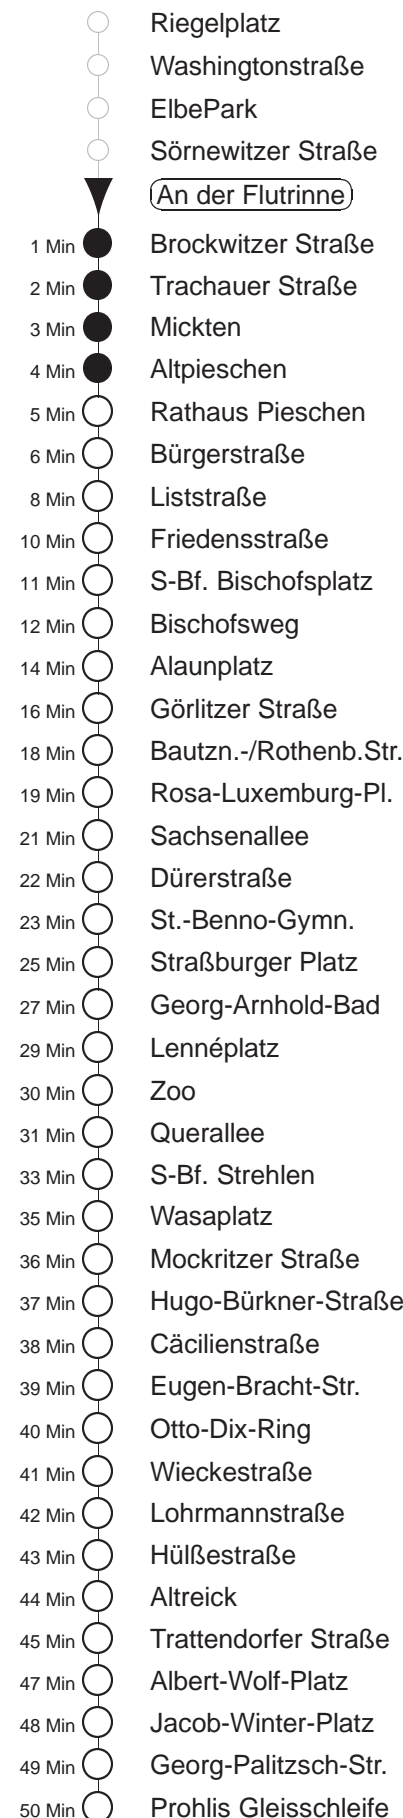 Riegelplatz
Washingtonstraße
ElbePark
Sörnewitzer Straße
An der Flutrinne
1 Min Brockwitzer Straße
2 Min Trachauer Straße
3 Min Mickten
4 Min Altpieschen
5 Min Rathaus Pieschen
6 Min Bürgerstraße
8 Min Liststraße
10 Min Friedensstraße
11 Min S-Bf. Bischofsplatz
12 Min Bischofsweg
14 Min Alaunplatz
16 Min Görlitzer Straße
18 Min Bautzn.-/Rothenb.Str.
19 Min Rosa-Luxemburg-Pl.
21 Min Sachsenallee
22 Min Dürerstraße
23 Min St.-Benno-Gymn.
25 Min Straßburger Platz
27 Min Georg-Arnhold-Bad
29 Min Lennéplatz
30 Min Zoo
31 Min Querallee
33 Min S-Bf. Strehlen
35 Min Wasaplatz
36 Min Mockritzer Straße
37 Min Hugo-Bürkner-Straße
38 Min Cäcilienstraße
39 Min Eugen-Bracht-Str.
40 Min Otto-Dix-Ring
41 Min Wieckestraße
42 Min Lohrmannstraße
43 Min Hülßestraße
44 Min Altreick
45 Min Trattendorfer Straße
47 Min Albert-Wolf-Platz
48 Min Jacob-Winter-Platz
49 Min Georg-Palitzsch-Str.
50 Min Prohlis Gleisschleife